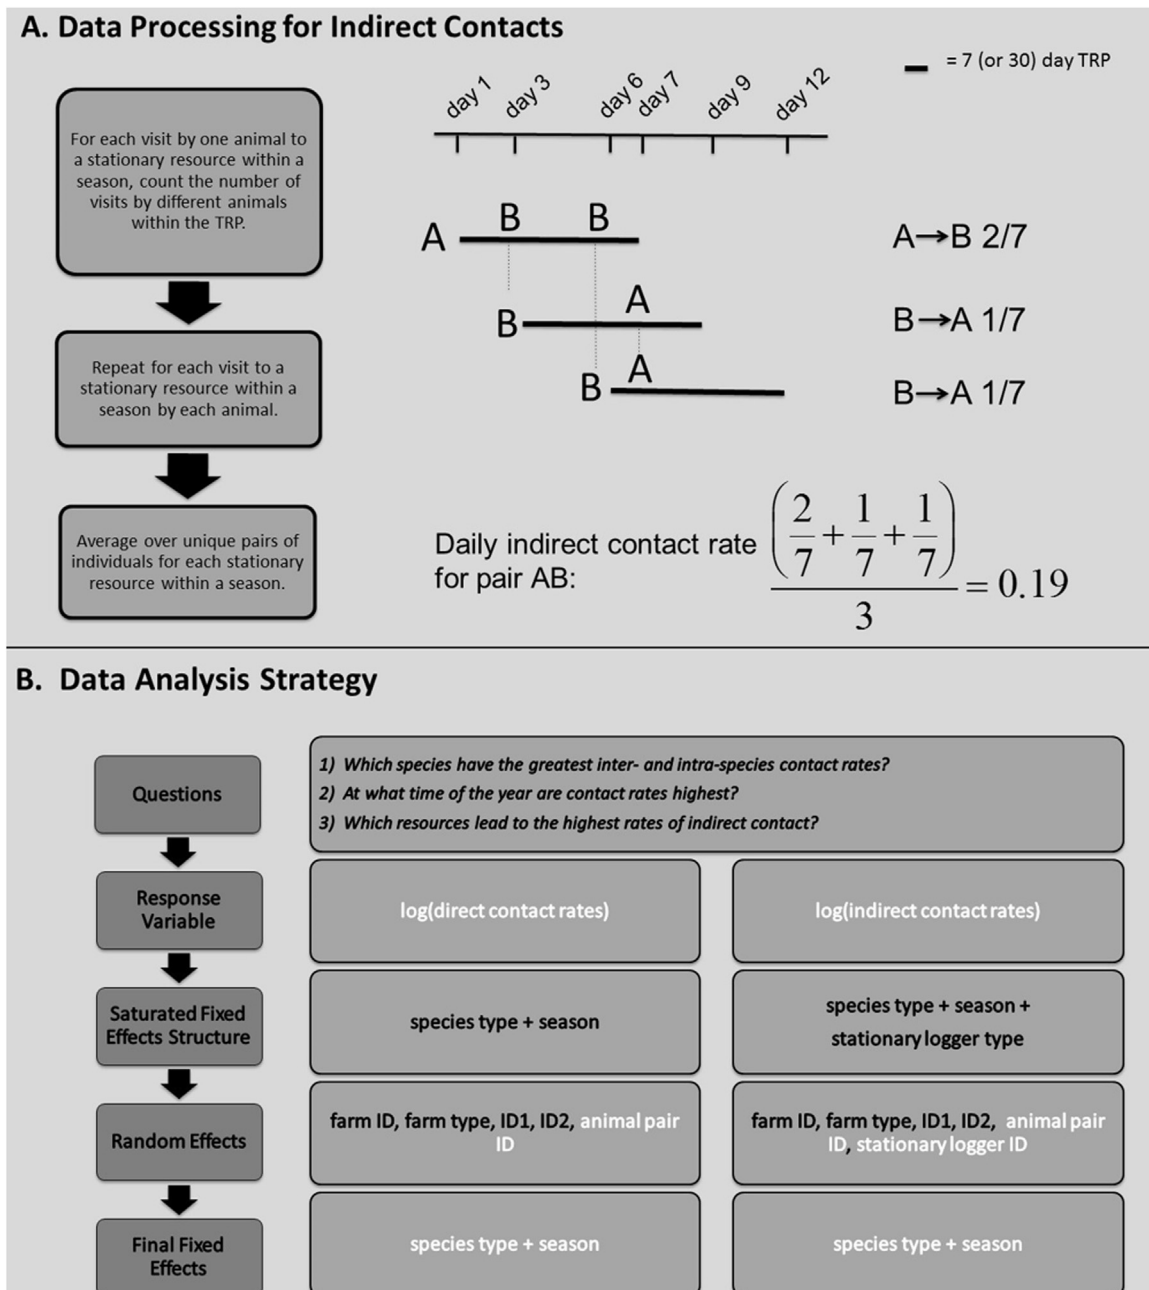 A. Data Processing for Indirect Contacts
= 7 (or 30) day TRP
For each visit by one animal to
a stationary resource within a
season, count the number of
visits by different animals
within the TRP.
Repeat for each visit to a
stationary resource within a
season by each animal.
Average over unique pairs of
individuals for each stationary
resource within a season.
day 1 day 3 day 6 day 7 day 9 day 12
B B
A A→B 2/7
A
B B→A 1/7
A
B B→A 1/7
Daily indirect contact rate
for pair AB:
(2/7 + 1/7 + 1/7)
3
= 0.19
B. Data Analysis Strategy
Questions
1) Which species have the greatest inter- and intra-species contact rates?
2) At what time of the year are contact rates highest?
3) Which resources lead to the highest rates of indirect contact?
Response
Variable
log(direct contact rates)
log(indirect contact rates)
Saturated Fixed
Effects Structure
species type + season
species type + season +
stationary logger type
Random Effects
farm ID, farm type, ID1, ID2, animal pair
ID
farm ID, farm type, ID1, ID2, animal pair
ID, stationary logger ID
Final Fixed
Effects
species type + season
species type + season